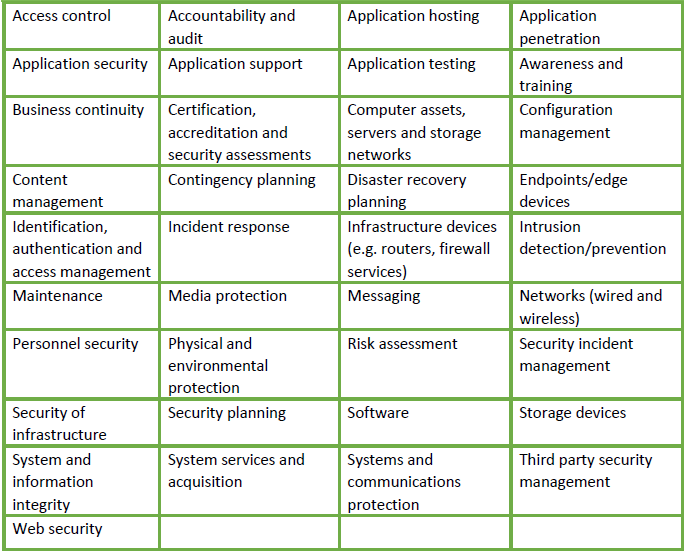 Access control
Accountability and
audit
Application hosting
Application
penetration
Application security
Application support
Application testing
Awareness and
training
Business continuity
Certification,
accreditation and
security assessments
Computer assets,
servers and storage
networks
Configuration
management
Content
management
Contingency planning
Disaster recovery
planning
Endpoints/edge
devices
Identification,
authentication and
access management
Incident response
Infrastructure devices
(e.g. routers, firewall
services)
Intrusion
detection/prevention
Maintenance
Media protection
Messaging
Networks (wired and
wireless)
Personnel security
Physical and
environmental
protection
Risk assessment
Security incident
management
Security of
infrastructure
Security planning
Software
Storage devices
System and
information
integrity
System services and
acquisition
Systems and
communications
protection
Third party security
management
Web security